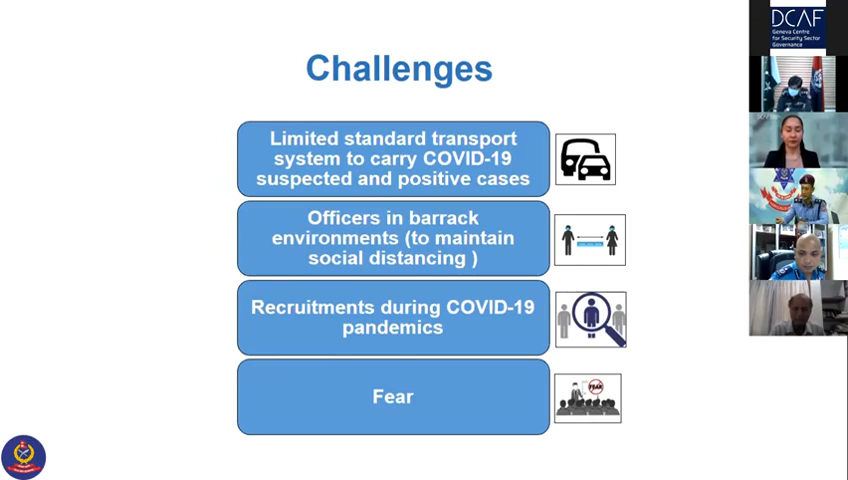 Challenges
Limited standard transport
system to carry COVID-19
suspected and positive cases
Officers in barrack
environments (to maintain
social distancing )
Recruitments during COVID-19
pandemics
Fear
FEAR
DCAF
Geneva Centre
for Security Sector
Governance